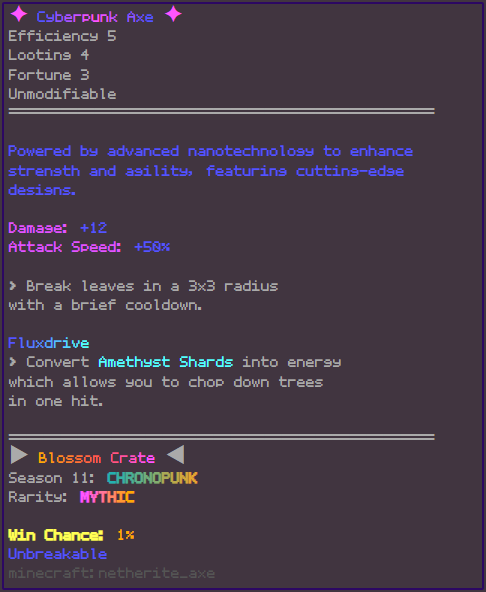 ✦ Cyberpunk Axe ✦
Efficiency 5
Looting 4
Fortune 3
Unmodifiable
Powered by advanced nanotechnology to enhance
strength and agility, featuring cutting-edge
designs.
Damage: +12
Attack Speed: +50%
> Break leaves in a 3x3 radius
with a brief cooldown.
Fluxdrive
> Convert Amethyst Shards into energy
which allows you to chop down trees
in one hit.
▶ Blossom Crate ◀
Season 11: CHRONOPUNK
Rarity: MYTHIC
Win Chance: 1%
Unbreakable
minecraft:netherite_axe